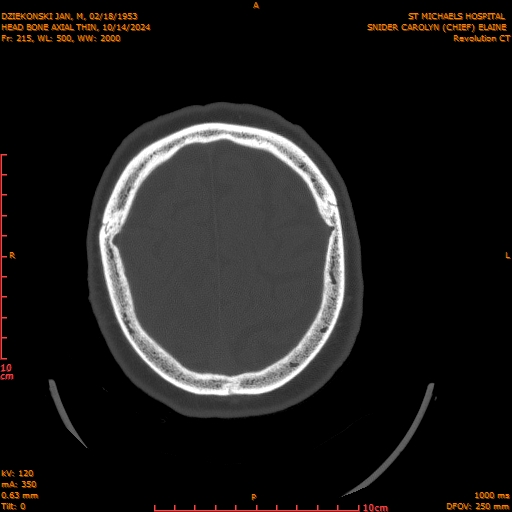 A
DZIEKONSKI JAN, M, 02/18/1953
HEAD BONE AXIAL THIN, 10/14/2024
Fr: 215, WL: 500, WW: 2000
ST MICHAELS HOSPITAL
SNIDER CAROLYN (CHIEF) ELAINE
Revolution CT
R
L
10
cm
kV: 120
mA: 350
0.63 mm
Tilt: 0
P
10cm
1000 ms
DFOV: 250 mm